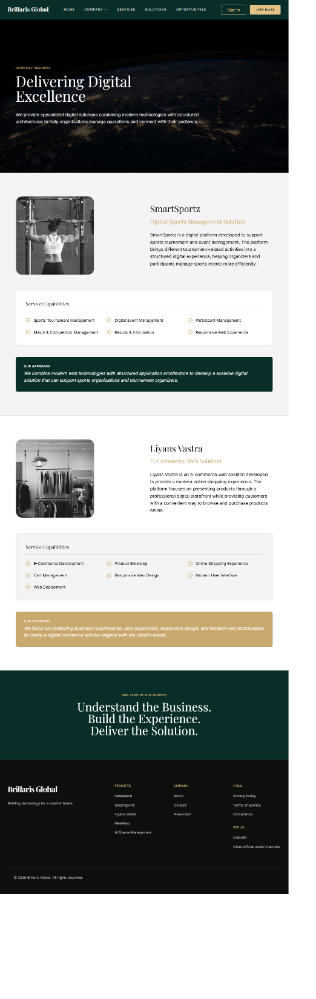 Brillaris Global
HOME
COMPANY
SERVICES
SOLUTIONS
OPPORTUNITIES
Sign In
JOIN ELITE
COMPANY SERVICES
Delivering Digital
Excellence
We provide specialized digital solutions combining modern technologies with structured
architectures to help organizations manage operations and connect with their audience.
SmartSportz
Digital Sports Management Solution
SmartSportz is a digital platform developed to support
sports tournament and event management. The platform
brings different tournament-related activities into a
structured digital experience, helping organizers and
participants manage sports events more efficiently.
Service Capabilities
Sports Tournament Management
Digital Event Management
Participant Management
Match & Competition Management
Results & Information
Responsive Web Experience
OUR APPROACH
We combine modern web technologies with structured application architecture to develop a scalable digital
solution that can support sports organizations and tournament organizers.
Liyans Vastra
E-Commerce Web Solution
Liyans Vastra is an e-commerce web solution developed
to provide a modern online shopping experience. The
platform focuses on presenting products through a
professional digital storefront while providing customers
with a convenient way to browse and purchase products
online.
Service Capabilities
E-Commerce Development
Product Browsing
Online Shopping Experience
Cart Management
Responsive Web Design
Modern User Interface
Web Deployment
OUR APPROACH
We focus on combining business requirements, user experience, responsive design, and modern web technologies
to create a digital commerce solution aligned with the client's needs.
OUR SERVICE PHILOSOPHY
Understand the Business.
Build the Experience.
Deliver the Solution.
Brillaris Global
Building technology for a smarter future.
PRODUCTS
SafeReach
SmartSportz
Liyans Vastra
MealMap
AI Queue Management
COMPANY
About
Careers
Newsroom
LEGAL
Privacy Policy
Terms of Service
Compliance
SOCIAL
LinkedIn
Other official social channels
© 2026 Brillaris Global. All rights reserved.